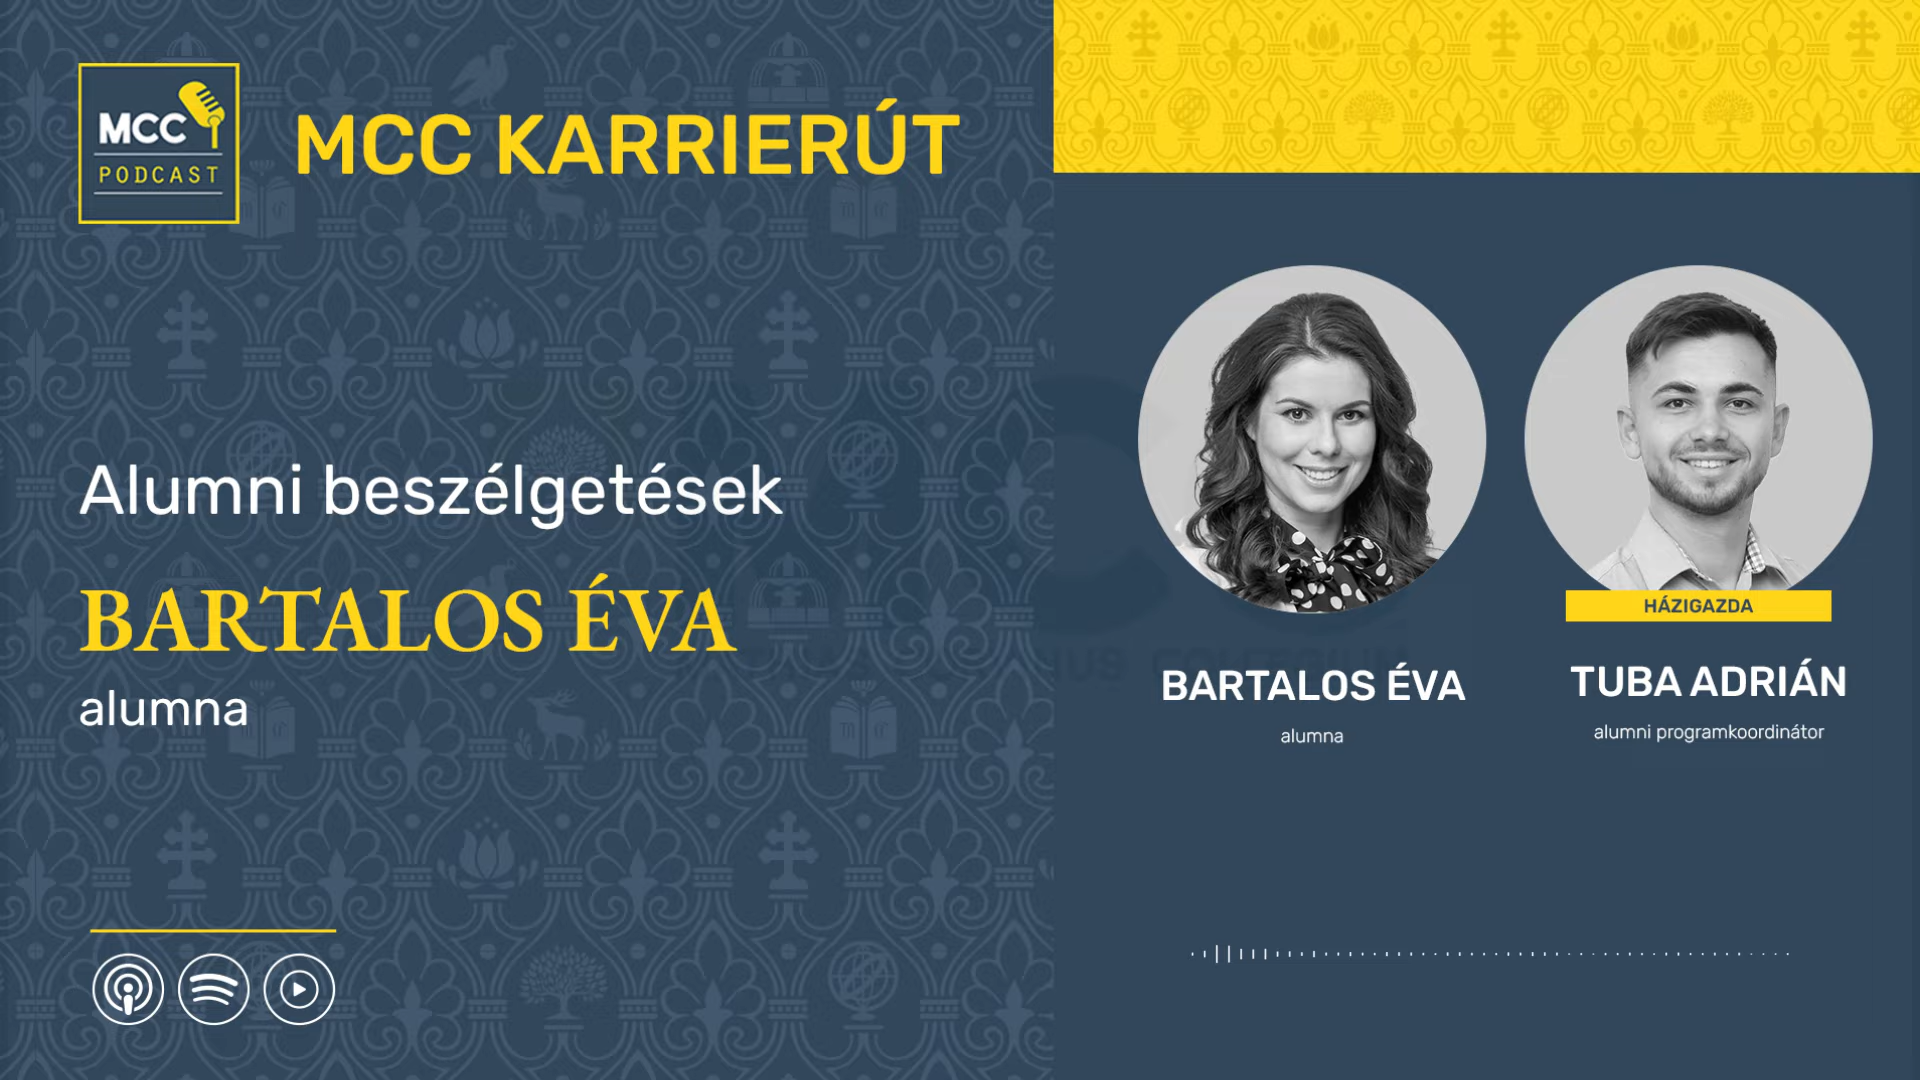 MCC
PODCAST
MCC KARRIERÚT
Alumni beszélgetések
BARTALOS ÉVA
alumna
HÁZIGAZDA
BARTALOS ÉVA
alumna
TUBA ADRIÁN
alumni programkoordinátor